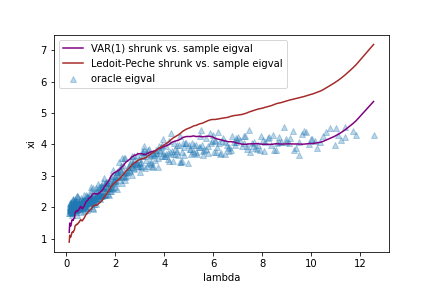 VAR(1) shrunk vs. sample eigval
Ledoit-Peche shrunk vs. sample eigval
oracle eigval
7
6
5
4
3
2
1
xi
0 2 4 6 8 10 12
lambda